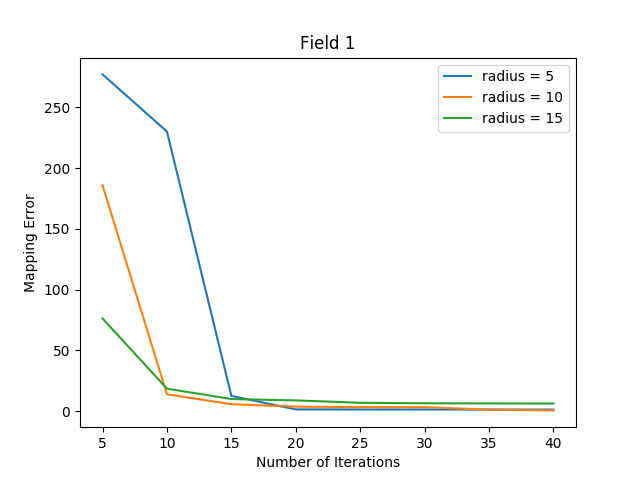 Field 1
radius = 5
radius = 10
radius = 15
Mapping Error
250
200
150
100
50
0
5 10 15 20 25 30 35 40
Number of Iterations